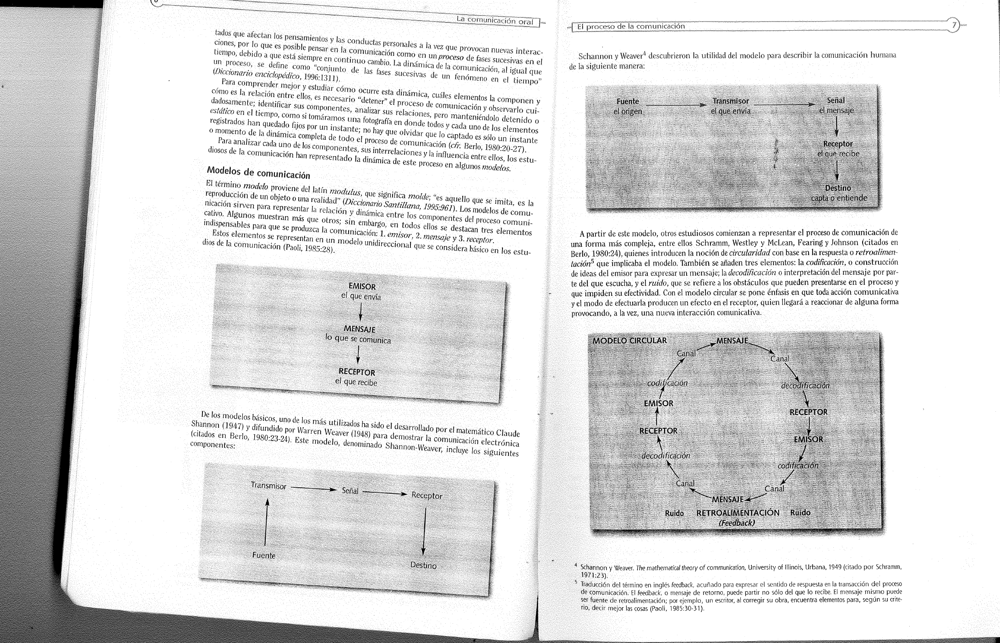 La comunicación oral
tados que afectan los pensamientos y las conductas personales a la vez que provocan nuevas interac-
ciones, por lo que es posible pensar en la comunicación como en un proceso de fases sucesivas en el
tiempo, debido a que está siempre en continuo cambio. La dinámica de la comunicación, al igual que
un proceso, se define como “conjunto de las fases sucesivas de un fenómeno en el tiempo”
(Diccionario enciclopédico, 1996:1311).
Para comprender mejor y estudiar cómo ocurre esta dinámica, cuáles elementos la componen y
cómo es la relación entre ellos, es necesario “detener” el proceso de comunicación y observarlo cui-
dadosamente; identificar sus componentes, analizar sus relaciones, pero manteniéndolo detenido o
estático en el tiempo, como si tomáramos una fotografía en donde todos y cada uno de los elementos
registrados han quedado fijos por un instante; no hay que olvidar que lo captado es sólo un instante
o momento de la dinámica completa de todo el proceso de comunicación (cfr. Berlo, 1980:20-27).
Para analizar cada uno de los componentes, sus interrelaciones y la influencia entre ellos, los estu-
diosos de la comunicación han representado la dinámica de este proceso en algunos modelos.
Modelos de comunicación
El término modelo proviene del latín modulus, que significa molde; “es aquello que se imita, es la
reproducción de un objeto o una realidad” (Diccionario Santillana, 1995:961). Los modelos de comu-
nicación sirven para representar la relación y dinámica entre los componentes del proceso comuni-
cativo. Algunos muestran más que otros; sin embargo, en todos ellos se destacan tres elementos
indispensables para que se produzca la comunicación: 1. emisor, 2. mensaje y 3. receptor.
Estos elementos se representan en un modelo unidireccional que se considera básico en los estu-
dios de la comunicación (Paoli, 1985:28).
EMISOR
el que envía
MENSAJE
lo que se comunica
RECEPTOR
el que recibe
De los modelos básicos, uno de los más utilizados ha sido el desarrollado por el matemático Claude
Shannon (1947) y difundido por Warren Weaver (1948) para demostrar la comunicación electrónica
(citados en Berlo, 1980:23-24). Este modelo, denominado Shannon-Weaver, incluye los siguientes
componentes:
Transmisor Señal Receptor
Fuente Destino
El proceso de la comunicación 7
Schannon y Weaver⁴ descubrieron la utilidad del modelo para describir la comunicación humana
de la siguiente manera:
Fuente Transmisor Señal
el origen el que envía el mensaje
Receptor
el que recibe
Destino
capta o entiende
A partir de este modelo, otros estudiosos comienzan a representar el proceso de comunicación de
una forma más compleja, entre ellos Schramm, Westley y McLean, Fearing y Johnson (citados en
Berlo, 1980:24), quienes introducen la noción de circularidad con base en la respuesta o retroalimen-
tación⁵ que implicaba el modelo. También se añaden tres elementos: la codificación, o construcción
de ideas del emisor para expresar un mensaje; la decodificación o interpretación del mensaje por par-
te del que escucha, y el ruido, que se refiere a los obstáculos que pueden presentarse en el proceso y
que impiden su efectividad. Con el modelo circular se pone énfasis en que toda acción comunicativa
y el modo de efectuarla producen un efecto en el receptor, quien llegará a reaccionar de alguna forma
provocando, a la vez, una nueva interacción comunicativa.
MODELO CIRCULAR MENSAJE
Canal Canal
codificación decodificación
EMISOR RECEPTOR
RECEPTOR EMISOR
decodificación codificación
Canal Canal
MENSAJE
Ruido RETROALIMENTACIÓN Ruido
(Feedback)
⁴ Schannon y Weaver. The mathematical theory of communication, University of Illinois, Urbana, 1949 (citado por Schramm,
1971:23).
⁵ Traducción del término en inglés feedback, acuñado para expresar el sentido de respuesta en la transacción del proceso
de comunicación. El feedback, o mensaje de retorno, puede partir no sólo del que lo recibe. El mensaje mismo puede
ser fuente de retroalimentación; por ejemplo, un escritor, al corregir su obra, encuentra elementos para, según su crite-
rio, decir mejor las cosas (Paoli, 1985:30-31).